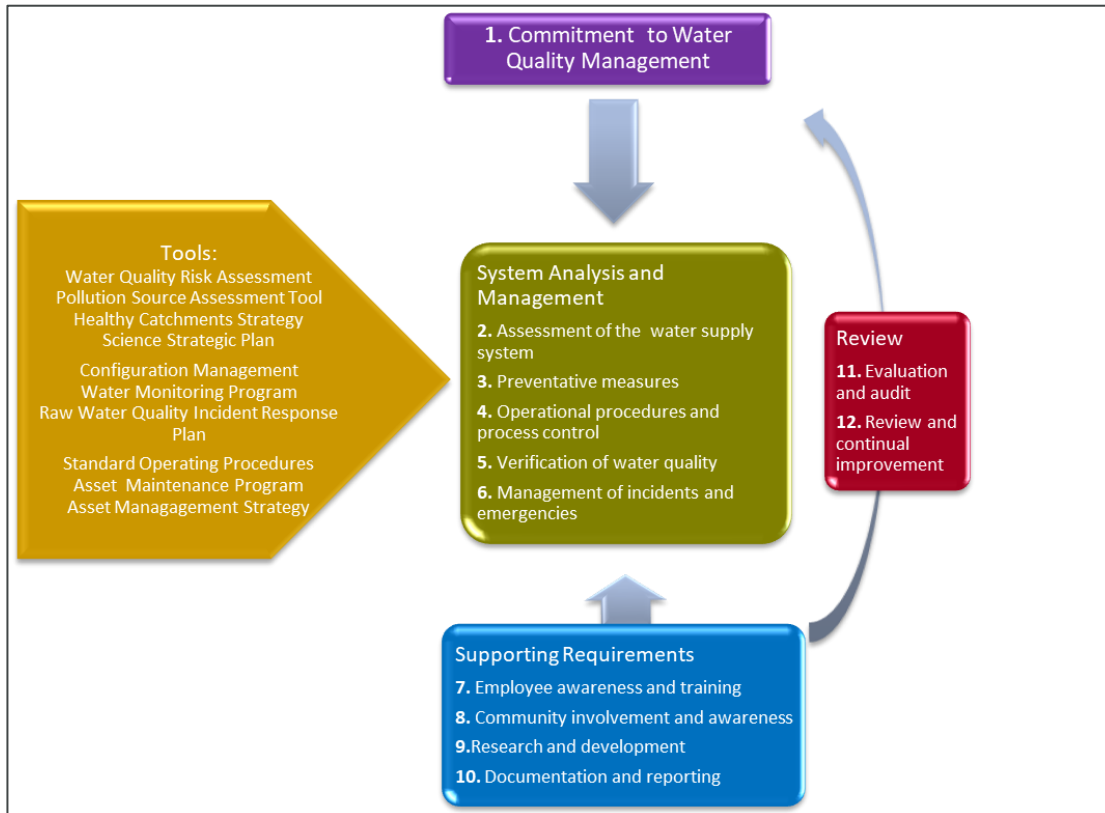 1. Commitment to Water
Quality Management
Tools:
Water Quality Risk Assessment
Pollution Source Assessment Tool
Healthy Catchments Strategy
Science Strategic Plan
Configuration Management
Water Monitoring Program
Raw Water Quality Incident Response
Plan
Standard Operating Procedures
Asset Maintenance Program
Asset Managagement Strategy
System Analysis and
Management
2. Assessment of the water supply
system
3. Preventative measures
4. Operational procedures and
process control
5. Verification of water quality
6. Management of incidents and
emergencies
Review
11. Evaluation
and audit
12. Review and
continual
improvement
Supporting Requirements
7. Employee awareness and training
8. Community involvement and awareness
9.Research and development
10. Documentation and reporting